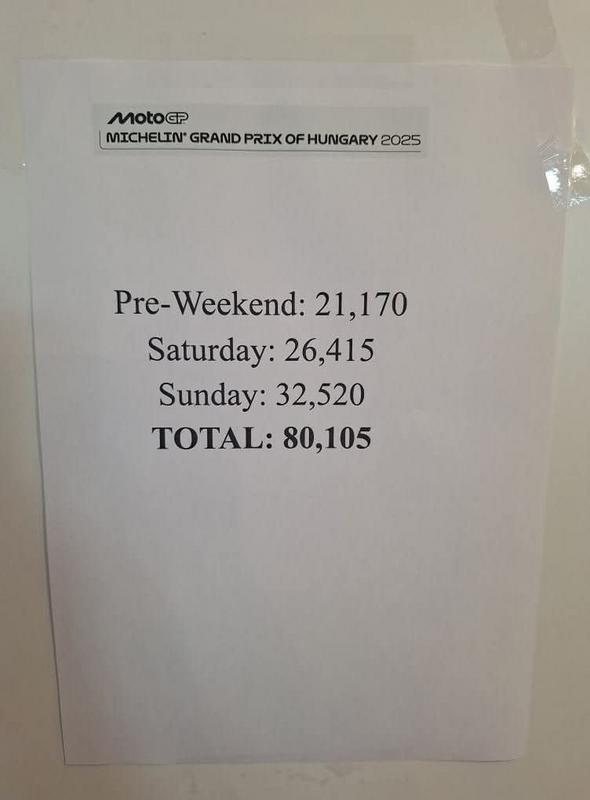 MotoGP
MICHELIN® GRAND PRIX OF HUNGARY 2025
Pre-Weekend: 21,170
Saturday: 26,415
Sunday: 32,520
TOTAL: 80,105